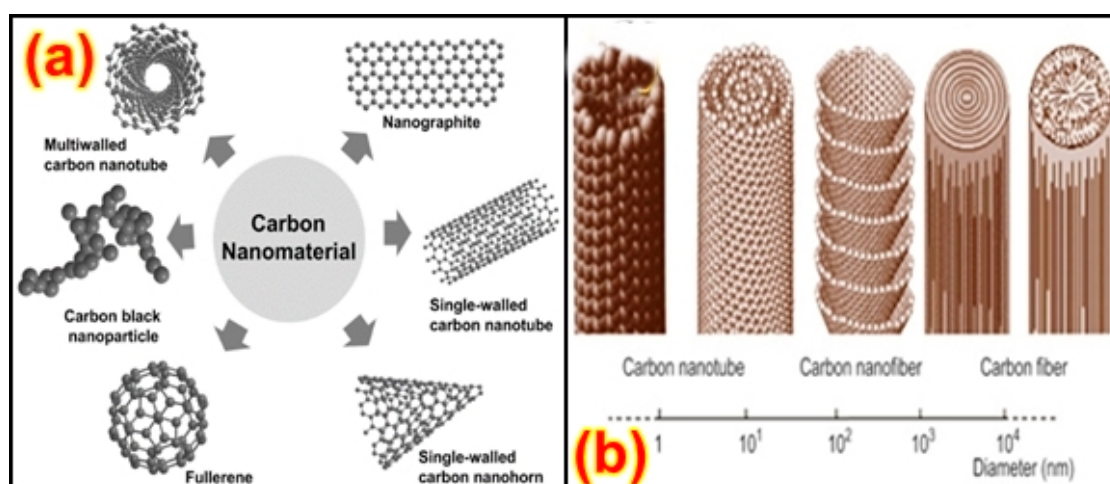 (a)
Multiwalled
carbon nanotube
Nanographite
Carbon
Nanomaterial
Carbon black
nanoparticle
Single-walled
carbon nanotube
Fullerene
Single-walled
carbon nanohorn
(b)
Carbon nanotube
Carbon nanofiber
Carbon fiber
1
10¹
10²
10³
10⁴
Diameter (nm)